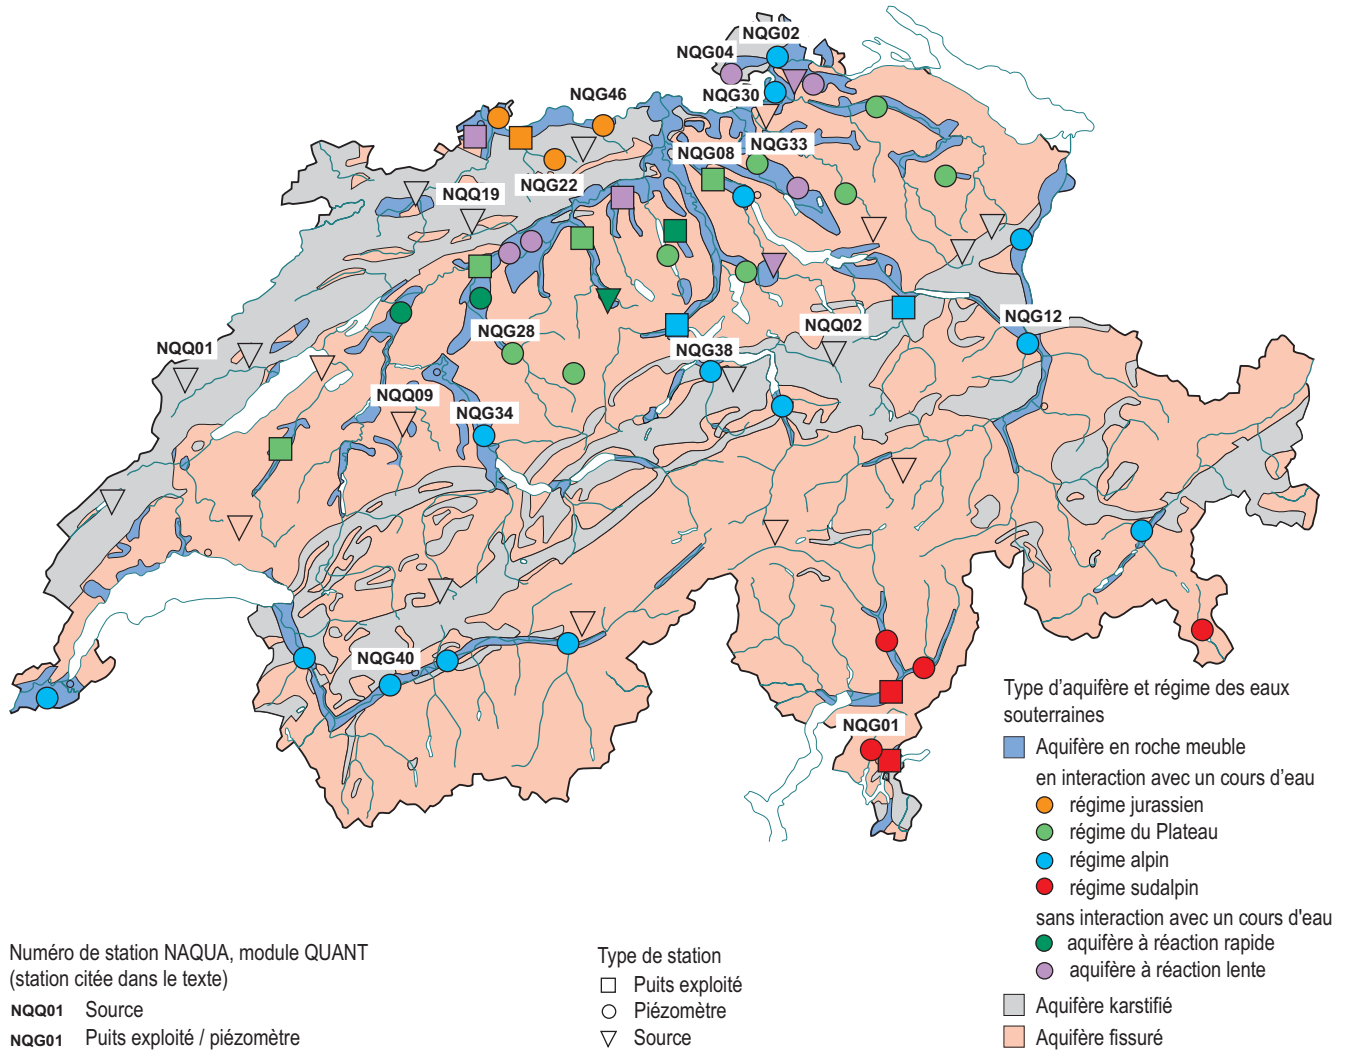 NQG02
NQG04
NQG46
NQG30
NQG33
NQG08
NQG22
NQQ19
NQG12
NQQ02
NQG28
NQG38
NQQ01
NQQ09
NQG34
NQG40
NQG01
Type d’aquifère et régime des eaux
souterraines
Aquifère en roche meuble
en interaction avec un cours d’eau
régime jurassien
régime du Plateau
régime alpin
régime sudalpin
sans interaction avec un cours d'eau
aquifère à réaction rapide
aquifère à réaction lente
Aquifère karstifié
Aquifère fissuré
Numéro de station NAQUA, module QUANT
(station citée dans le texte)
NQQ01 Source
NQG01 Puits exploité / piézomètre
Type de station
Puits exploité
Piézomètre
Source